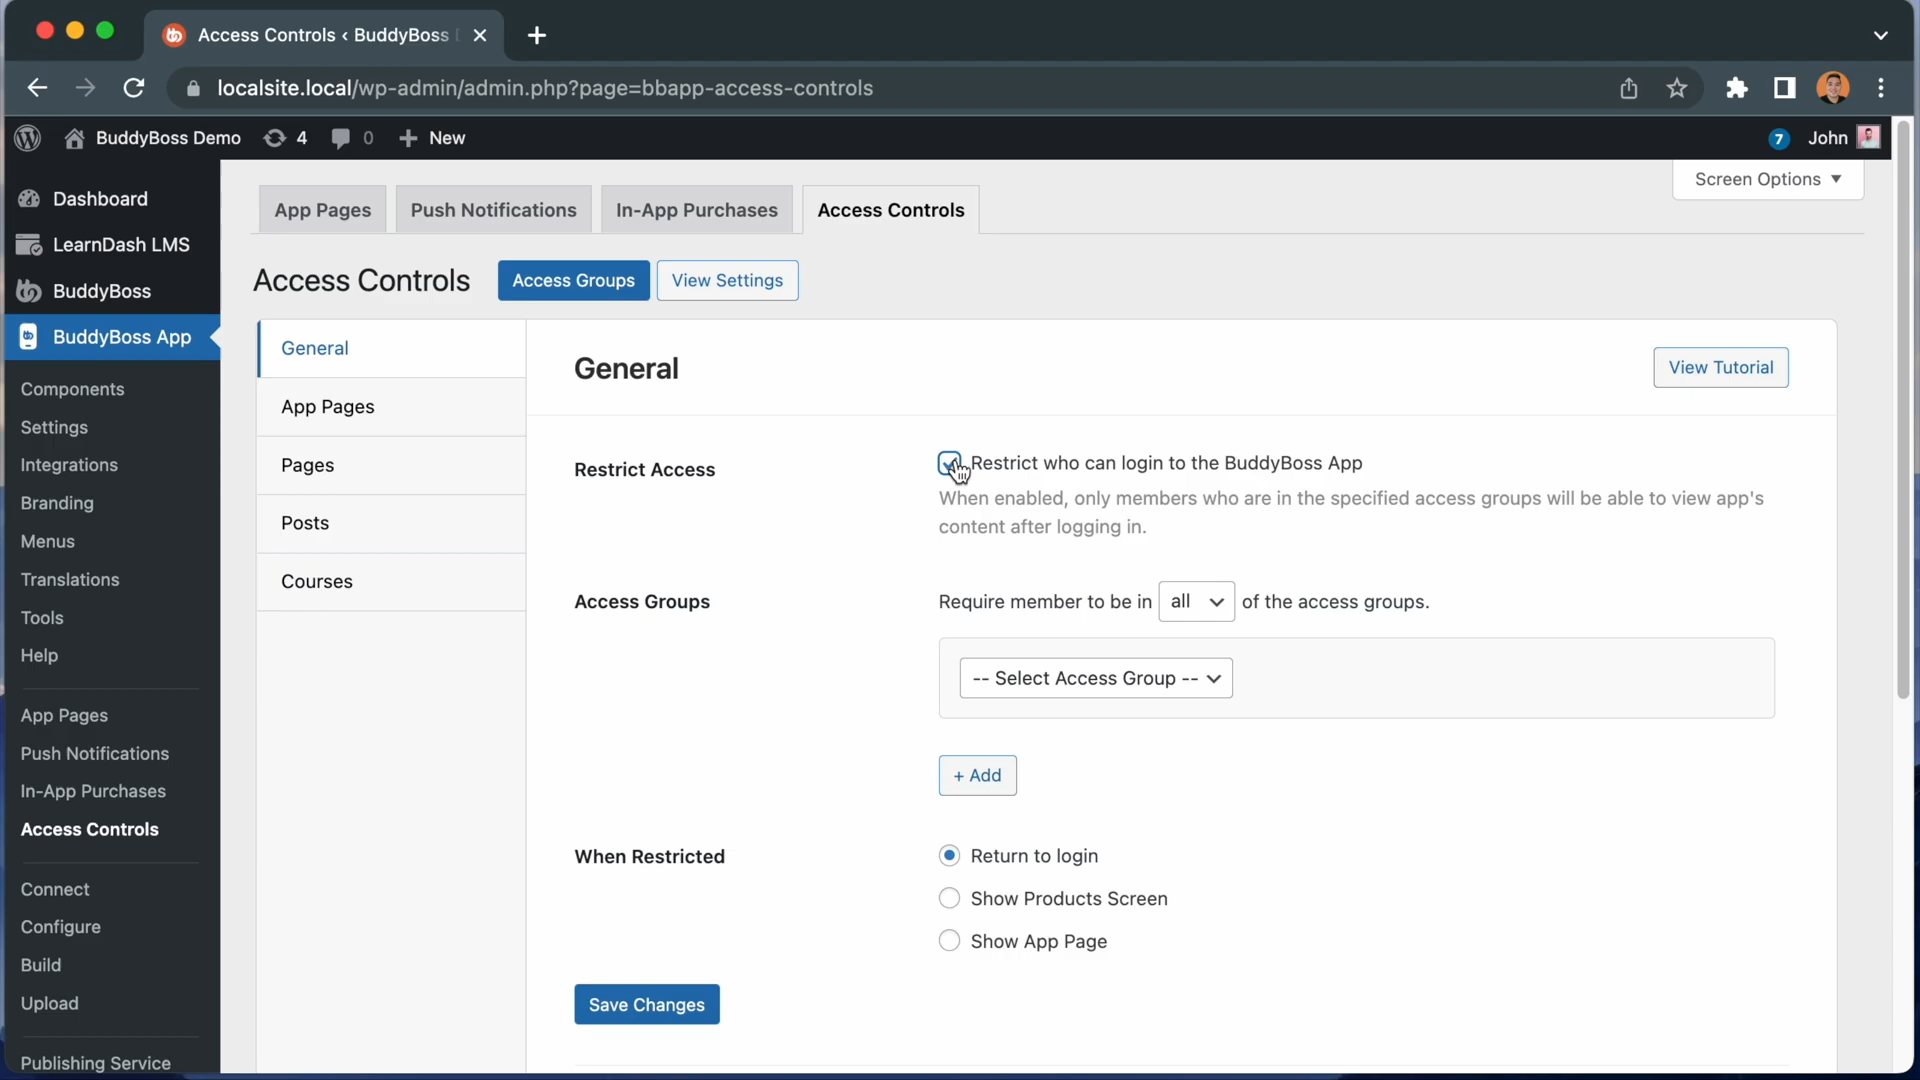 Access Controls ‹ BuddyBoss
localsite.local/wp-admin/admin.php?page=bbapp-access-controls
BuddyBoss Demo 4 0 New 7 John
Screen Options
Dashboard
LearnDash LMS
BuddyBoss
BuddyBoss App
Components
Settings
Integrations
Branding
Menus
Translations
Tools
Help
App Pages
Push Notifications
In-App Purchases
Access Controls
Connect
Configure
Build
Upload
Publishing Service
App Pages Push Notifications In-App Purchases Access Controls
Access Controls Access Groups View Settings
General
App Pages
Pages
Posts
Courses
General View Tutorial
Restrict Access Restrict who can login to the BuddyBoss App
When enabled, only members who are in the specified access groups will be able to view app's
content after logging in.
Access Groups Require member to be in all of the access groups.
-- Select Access Group --
+ Add
When Restricted Return to login
Show Products Screen
Show App Page
Save Changes